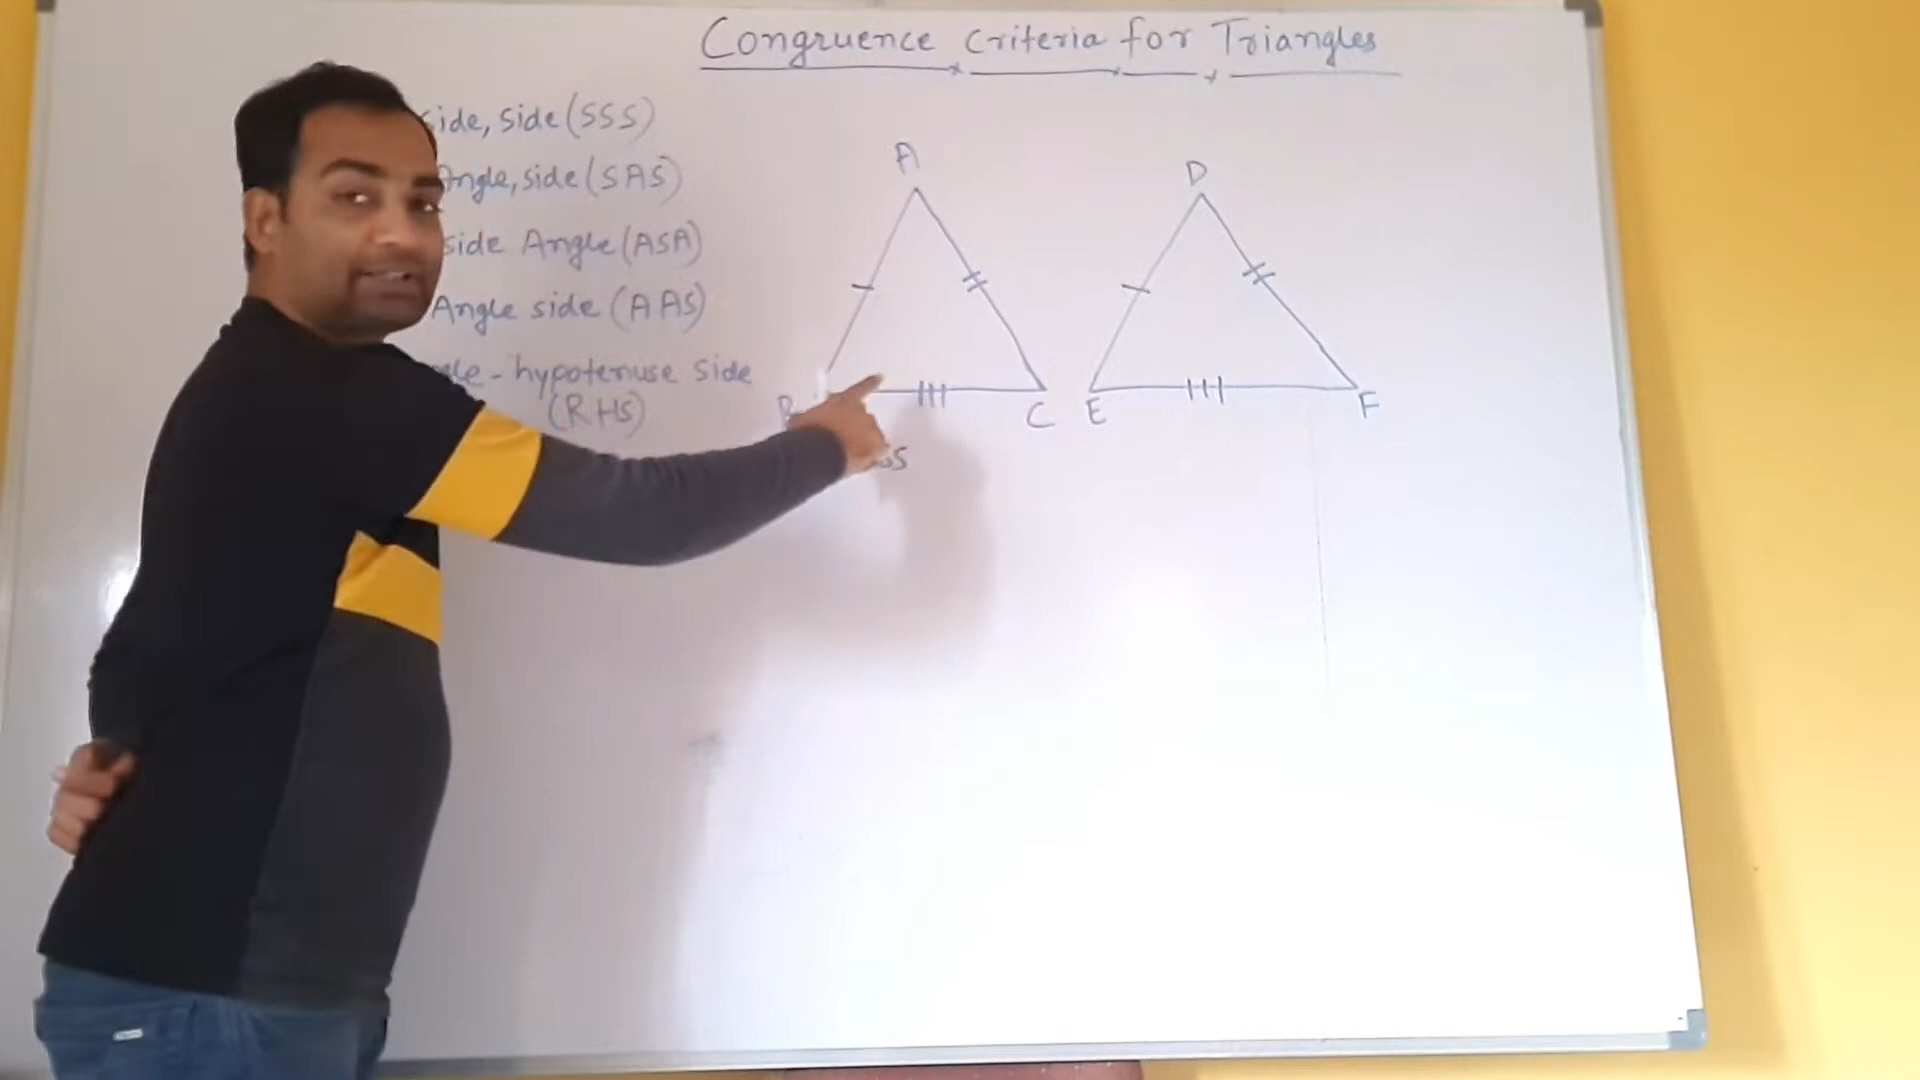 Congruence criteria for Triangles
side, side (SSS)
Angle, side (SAS)
side Angle (ASA)
Angle side (AAS)
- hypotenuse side
(RHS)
A
D
B
C
E
F